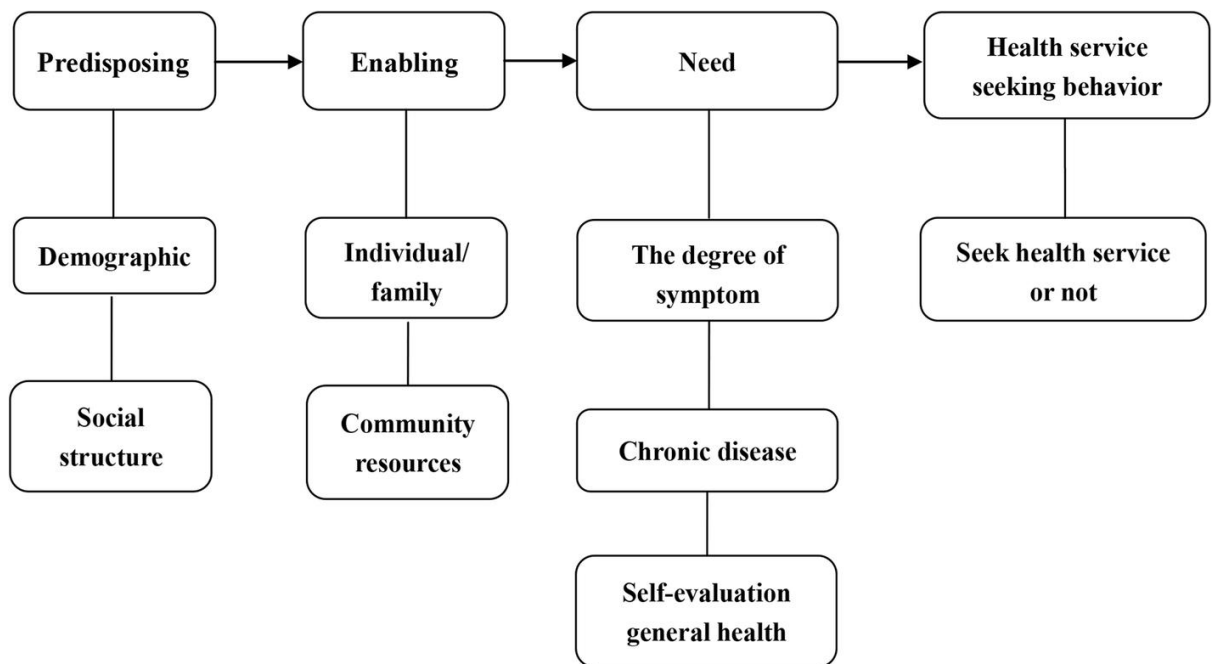 Predisposing
Enabling
Need
Health service
seeking behavior
Demographic
Individual/
family
The degree of
symptom
Seek health service
or not
Social
structure
Community
resources
Chronic disease
Self-evaluation
general health